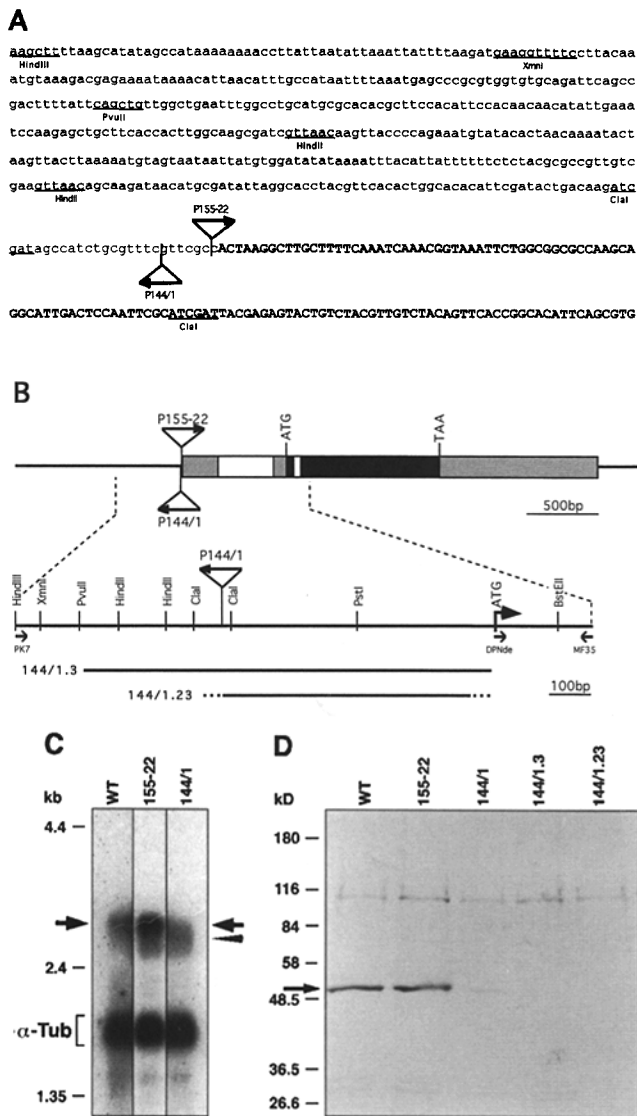 A
aagcttttaagcatatagccataaaaaaaaccttattaatattaaattattttaagatgaaggttttccttacaa
HindIII XmnI
atgtaaagacgagaaaataaaacattaacatttgccataattttaaatgagcccgcgtggtgtgcagattcagcc
gacttttattcagctgttggctgaatttggcctgcatgcgcacacgcttccacattccacaacaacatattgaaa
PvuII
tccaagagctgcttcaccacttggcaagcgatcgttaacaagttaccccagaaatgtatacactaacaaaatact
HindII
aagttacttaaaaatgtagtaataattatgtggatatataaaatttacattattttttctctacgcgccgttgtc
gaagttaacagcaagataacatgcgatattaggcacctacgttcacactggcacacattcgatactgacaagatc
HindII ClaI
P155-22
gatagccatctgcgtttcgttcgccACTAAGGCTTGCTTTTCAAATCAAACGGTAAATTCTGGCGGCGCCAAGCA
P144/1
GGCATTGACTCCAATTCGCATCGATTACGAGAGTACTGTCTACGTTGTCTACAGTTCACCGGCACATTCAGCGTG
ClaI
B
P155-22 ATG TAA
P144/1 500bp
P144/1
HindIII XmnI PvuII HindII HindII ClaI ClaI PstI ATG BstEII
PK7 DPNde MF35
144/1.3
144/1.23 100bp
C
kb WT 155-22 144/1
4.4
2.4
α-Tub
1.35
D
kD WT 155-22 144/1 144/1.3 144/1.23
180
116
84
58
48.5
36.5
26.6